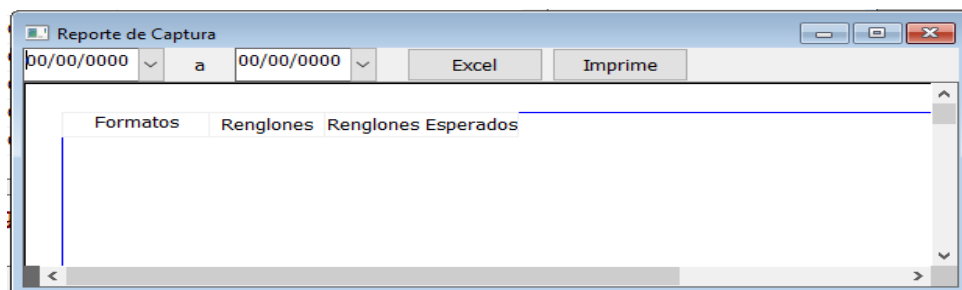 Reporte de Captura
00/00/0000 a 00/00/0000 Excel Imprime
Formatos Renglones Renglones Esperados